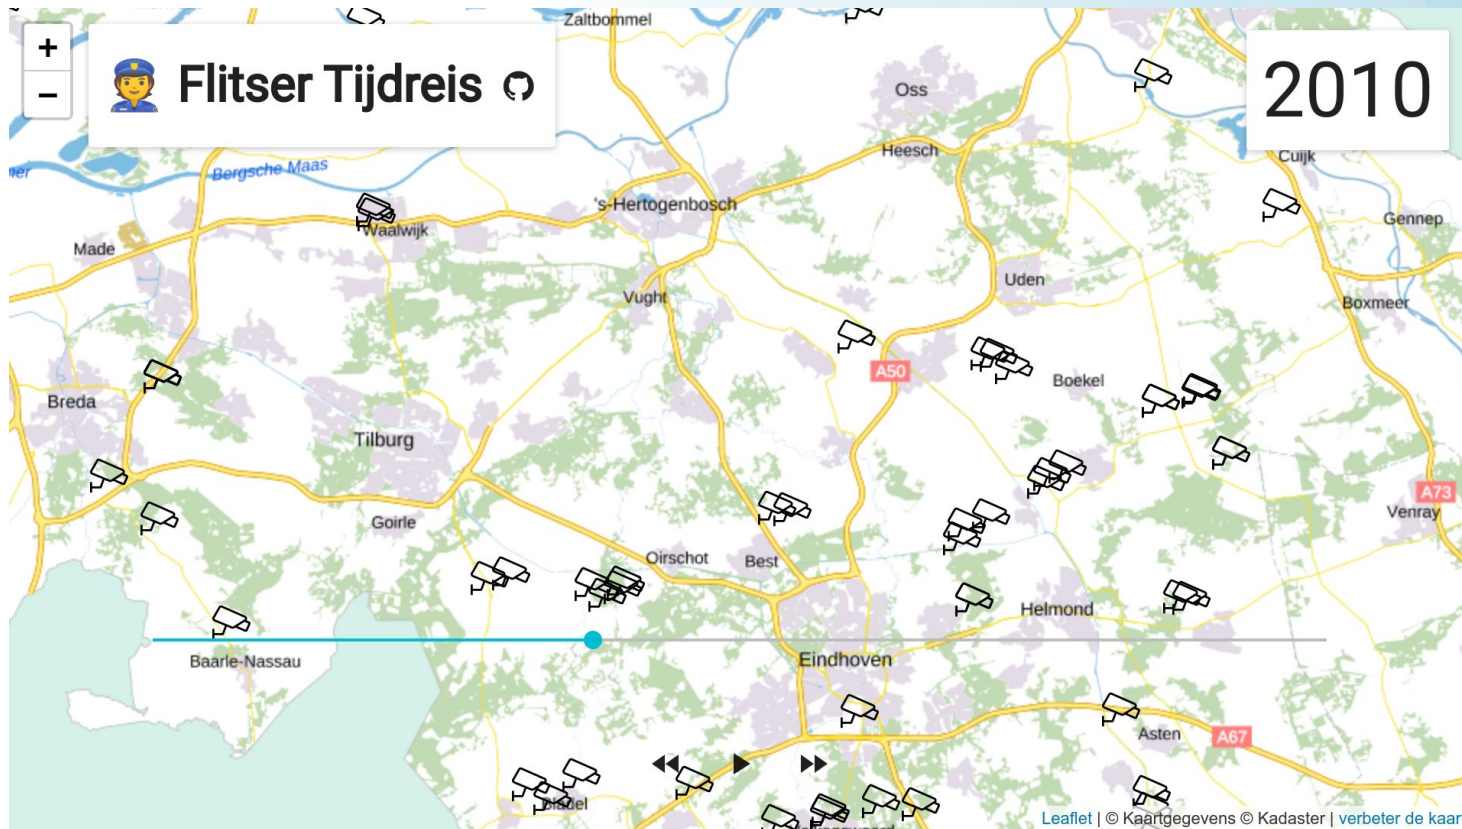 Zaltbommel
+
−
Flitser Tijdreis
2010
Oss
Heesch
Cuijk
Bergsche Maas
's-Hertogenbosch
Gennep
Waalwijk
Made
Uden
Vught
Boxmeer
A50
Boekel
Breda
Tilburg
A73
Venray
Goirle
Oirschot
Best
Helmond
Baarle-Nassau
Eindhoven
Asten
A67
Bladel
Leaflet | © Kaartgegevens © Kadaster | verbeter de kaar